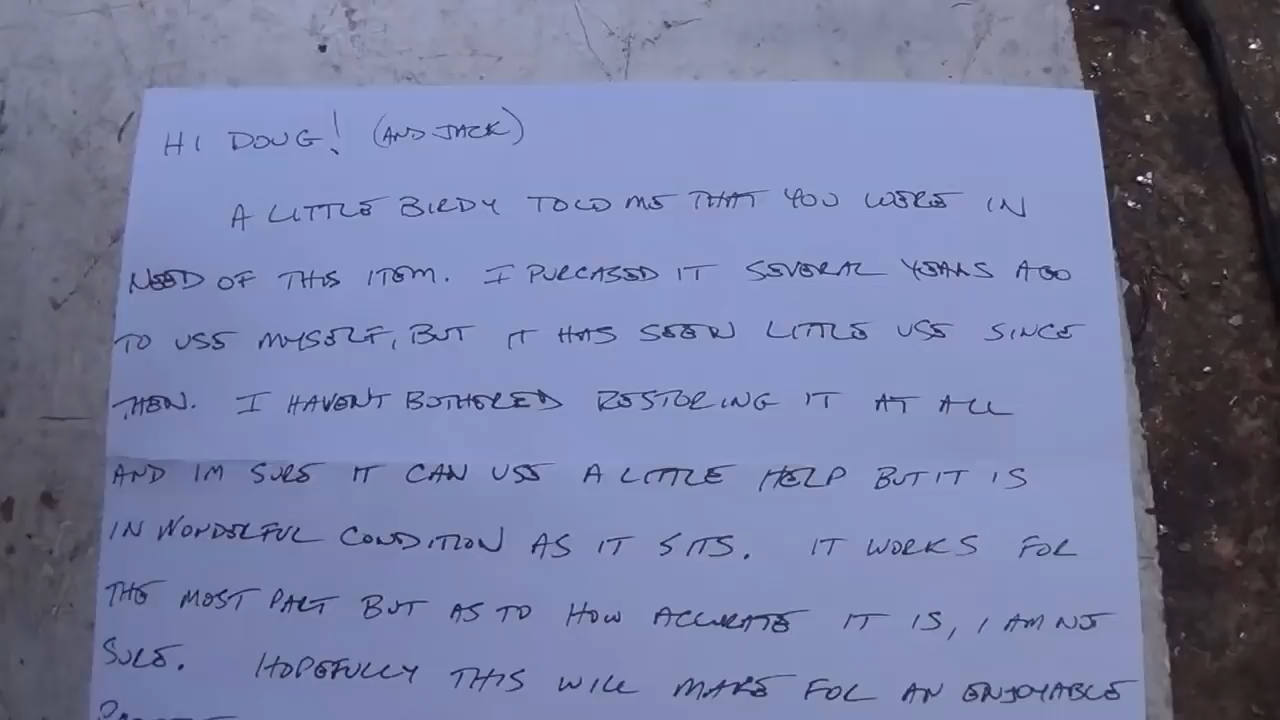 HI DOUG! (AND JACK)
A LITTLE BIRDY TOLD ME THAT YOU WERE IN
NEED OF THIS ITEM. I PURCASED IT SEVERAL YEARS AGO
TO USE MYSELF, BUT IT HAS SEEN LITTLE USE SINCE
THEN. I HAVEN'T BOTHERED RESTORING IT AT ALL
AND IM SURE IT CAN USE A LITTLE HELP BUT IT IS
IN WONDERFUL CONDITION AS IT SITS. IT WORKS FOR
THE MOST PART BUT AS TO HOW ACCURATE IT IS, I AM NOT
SURE. HOPEFULLY THIS WILL MAKE FOR AN ENJOYABLE